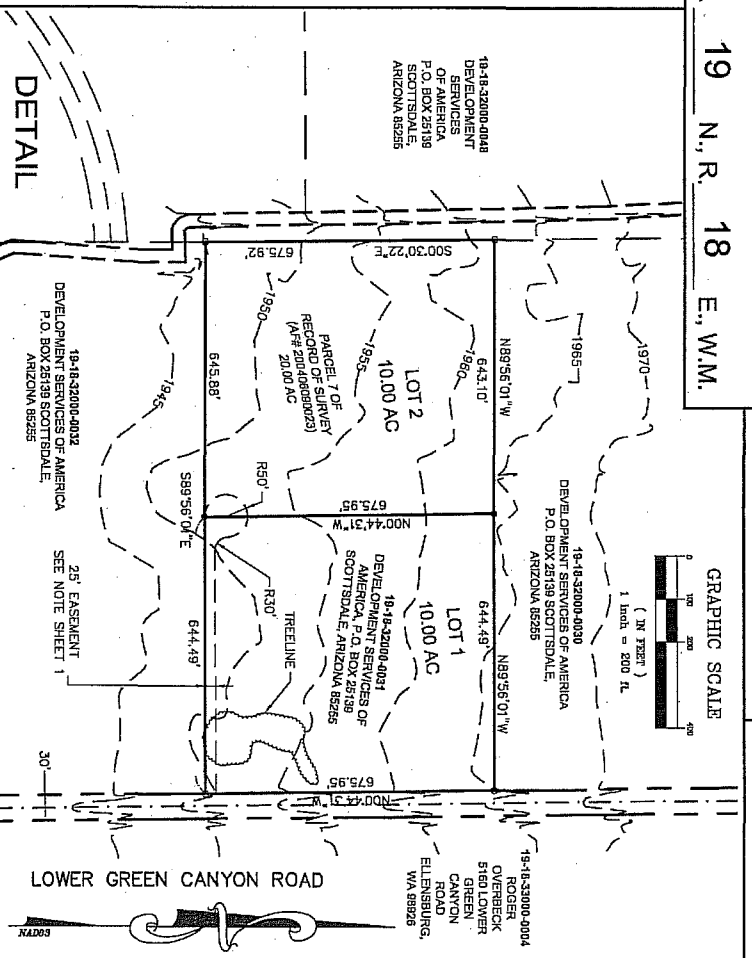 19 N., R. 18 E., W.M.
GRAPHIC SCALE
0 100 200 400
( IN FEET )
1 inch = 200 ft.
19-18-32000-0048
DEVELOPMENT
SERVICES
OF AMERICA
P.O. BOX 25139
SCOTTSDALE,
ARIZONA 85255
1970
1965
19-18-32000-0030
DEVELOPMENT SERVICES OF AMERICA
P.O. BOX 25139 SCOTTSDALE,
ARIZONA 85255
19-18-33000-0004
ROGER
OVERBECK
5160 LOWER
GREEN
CANYON
ROAD
ELLENSBURG,
WA 98926
N89°56'01"W
643.10'
N89°56'01"W
644.49'
S00°30'22"E
675.92'
1960
1955
1950
1945
LOT 2
10.00 AC
PARCEL 7 OF
RECORD OF SURVEY
(AF# 200406090023)
20.00 AC
675.95'
N00°44'31"W
LOT 1
10.00 AC
19-18-32000-0031
DEVELOPMENT SERVICES OF
AMERICA, P.O. BOX 25139
SCOTTSDALE, ARIZONA 85255
675.95'
N00°44'31"W
TREELINE
R50'
R30'
645.88'
S89°56'01"E
644.49'
25' EASEMENT
SEE NOTE SHEET 1
30'
19-18-32000-0032
DEVELOPMENT SERVICES OF AMERICA
P.O. BOX 25139 SCOTTSDALE,
ARIZONA 85255
DETAIL
LOWER GREEN CANYON ROAD
NAD83